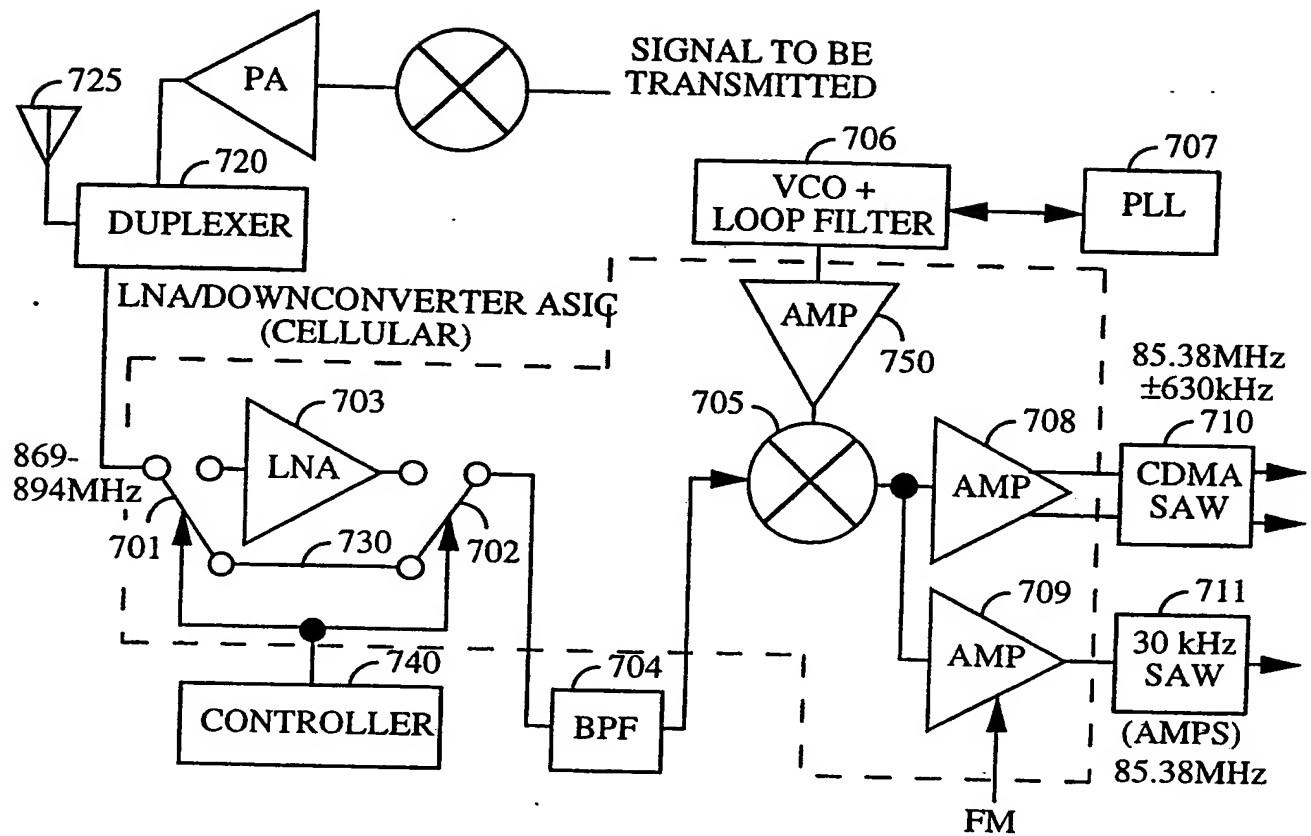 SIGNAL TO BE
TRANSMITTED
PA
725
720
DUPLEXER
706
VCO +
LOOP FILTER
707
PLL
LNA/DOWNCONVERTER ASIC
(CELLULAR)
AMP
750
85.38MHz
±630kHz
703
LNA
705
708
AMP
710
CDMA
SAW
869-
894MHz
701
730
702
709
AMP
711
30 kHz
SAW
740
CONTROLLER
704
BPF
(AMPS)
85.38MHz
FM